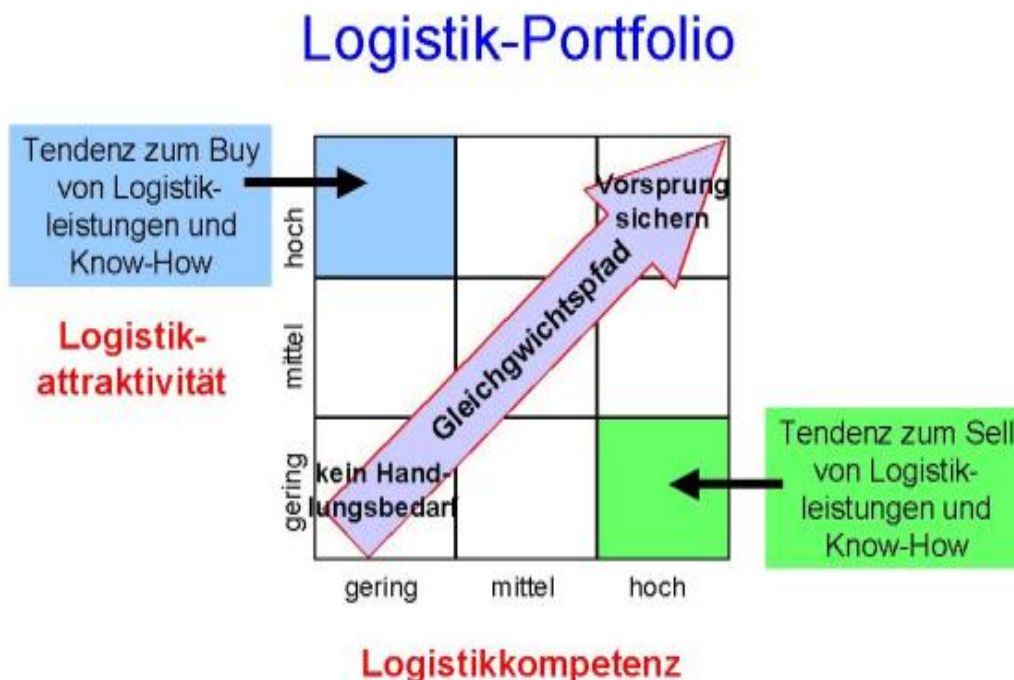 Logistik-Portfolio
Tendenz zum Buy
von Logistik-
leistungen und
Know-How
Logistik-
attraktivität
hoch
mittel
gering
Vorsprung
sichern
Gleichgwichtspfad
kein Hand-
lungsbedarf
Tendenz zum Sell
von Logistik-
leistungen und
Know-How
gering
mittel
hoch
Logistikkompetenz